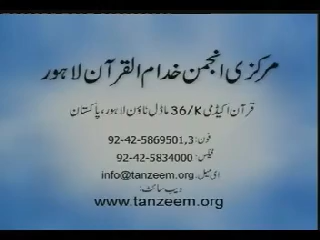 مرکزی انجمن خدام القرآن لاہور
قرآن اکیڈمی 36/K ماڈل ٹاؤن لاہور، پاکستان
فون: 92-42-5869501,3
فیکس: 92-42-5834000
ای میل: info@tanzeem.org
ویب سائٹ:
www.tanzeem.org